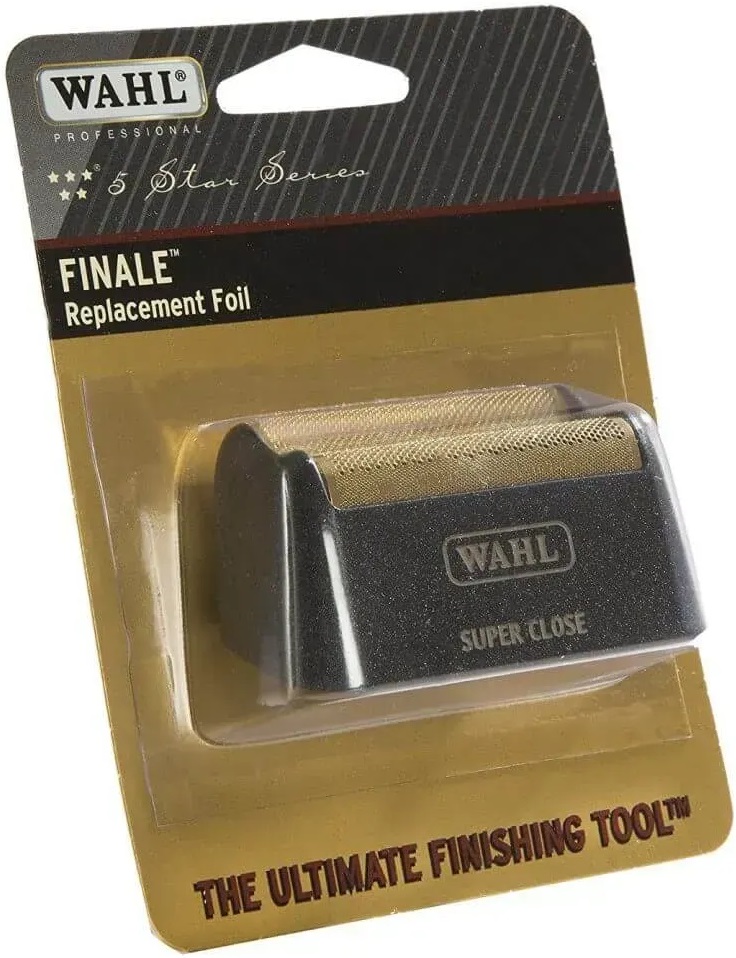 WAHL®
PROFESSIONAL
5 Star Series
FINALE™
Replacement Foil
WAHL
SUPER CLOSE
THE ULTIMATE FINISHING TOOL™